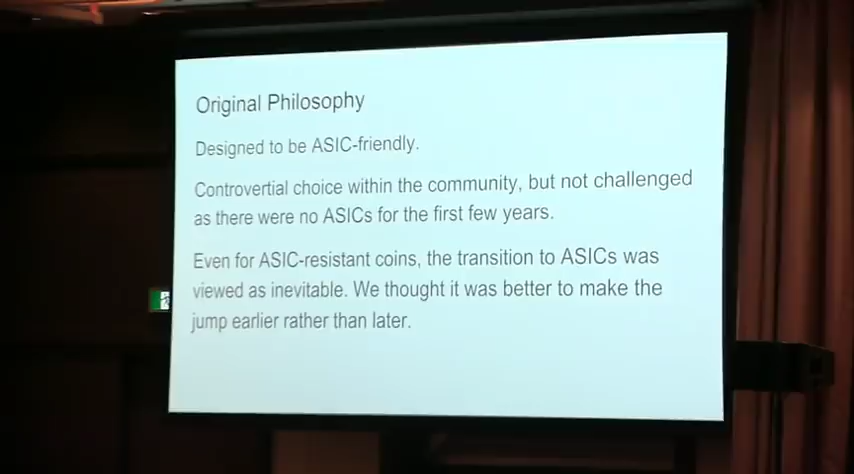 Original Philosophy
Designed to be ASIC-friendly.
Controvertial choice within the community, but not challenged
as there were no ASICs for the first few years.
Even for ASIC-resistant coins, the transition to ASICs was
viewed as inevitable. We thought it was better to make the
jump earlier rather than later.